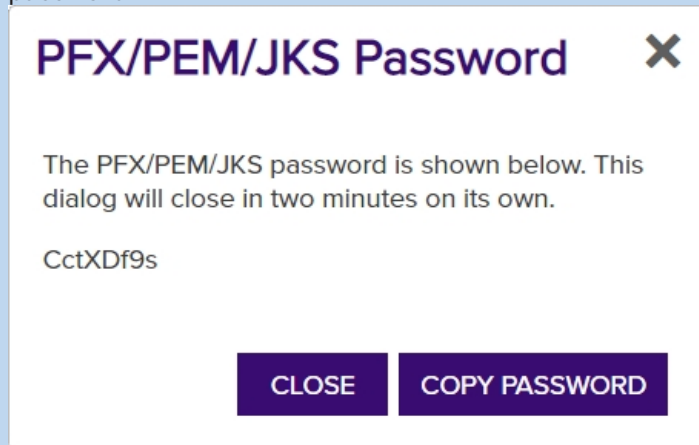 PFX/PEM/JKS Password
The PFX/PEM/JKS password is shown below. This
dialog will close in two minutes on its own.
CctXDf9s
CLOSE COPY PASSWORD